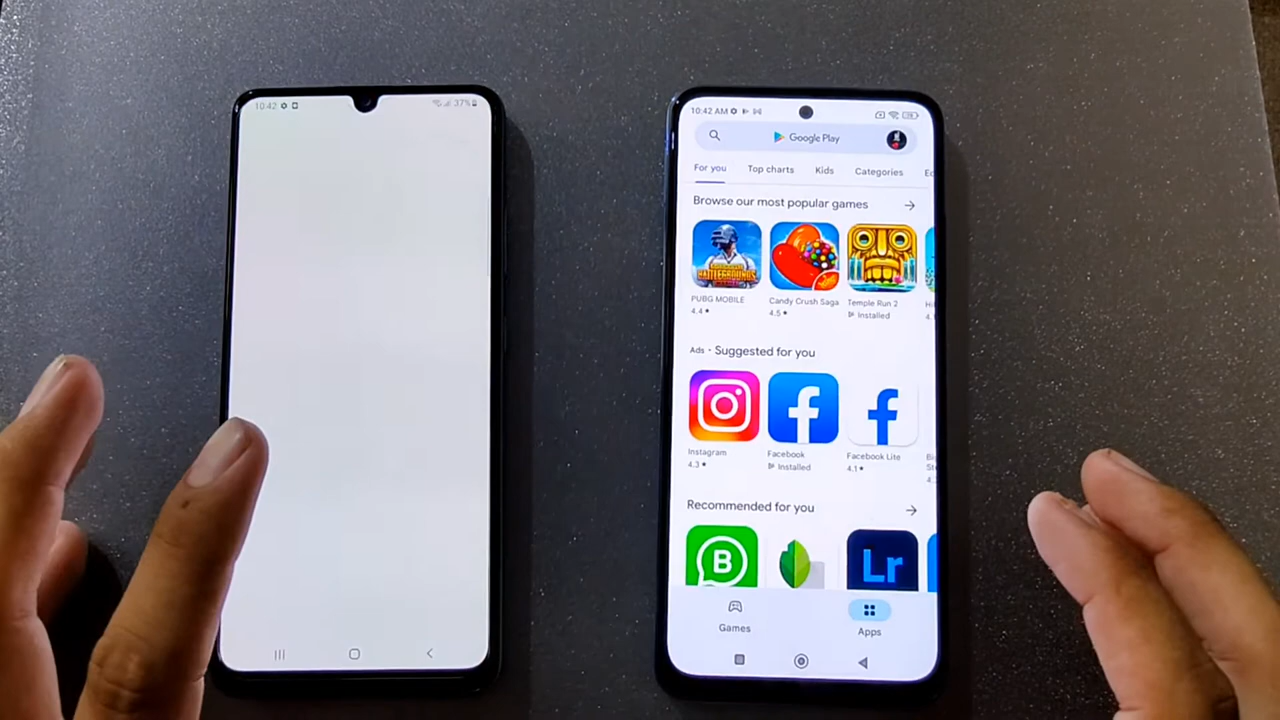 10:42
37%
10:42 AM
Google Play
For you Top charts Kids Categories
Browse our most popular games
BATTLEGROUNDS
PUBG MOBILE
4.4
Candy Crush Saga
4.5
Temple Run 2
Installed
Ads · Suggested for you
Instagram
4.3
Facebook
Installed
Facebook Lite
4.1
Recommended for you
B
Lr
Games
Apps